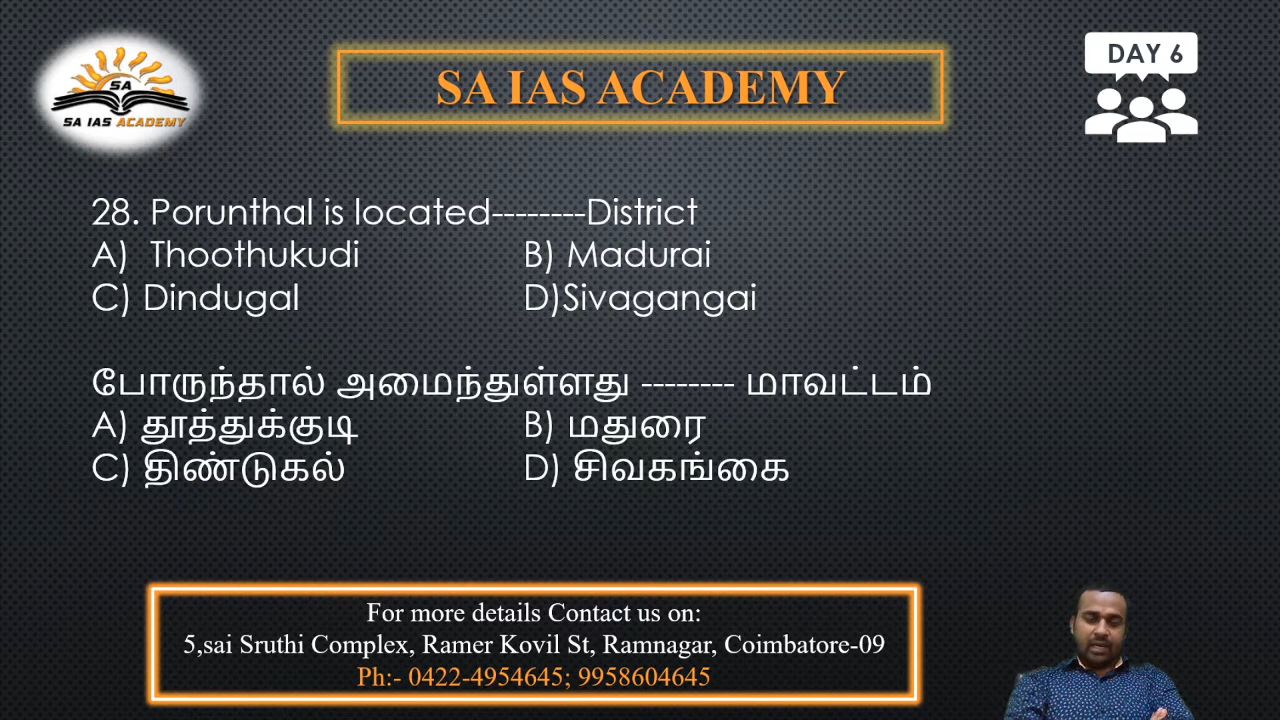 SA
SA IAS ACADEMY
SA IAS ACADEMY
DAY 6
28. Porunthal is located--------District
A) Thoothukudi B) Madurai
C) Dindugal D)Sivagangai
போருந்தால் அமைந்துள்ளது -------- மாவட்டம்
A) தூத்துக்குடி B) மதுரை
C) திண்டுகல் D) சிவகங்கை
For more details Contact us on:
5,sai Sruthi Complex, Ramer Kovil St, Ramnagar, Coimbatore-09
Ph:- 0422-4954645; 9958604645